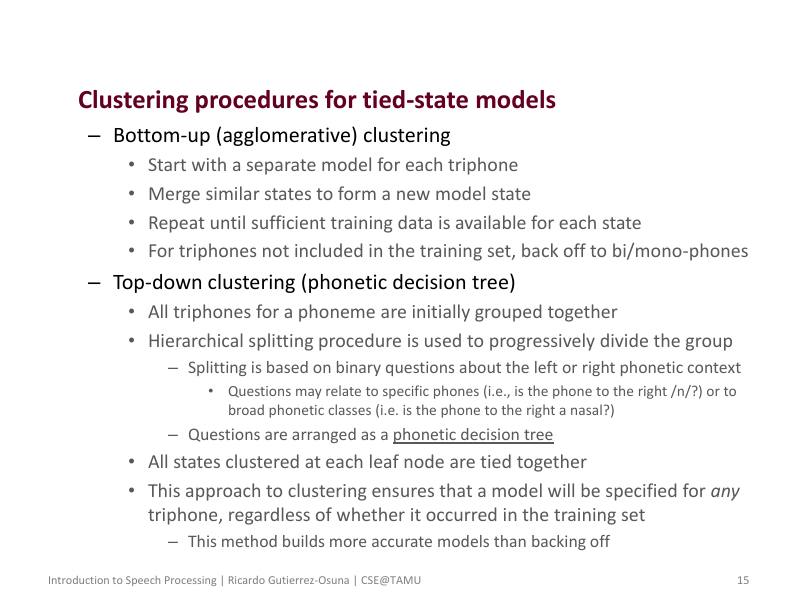 Clustering procedures for tied-state models
– Bottom-up (agglomerative) clustering
• Start with a separate model for each triphone
• Merge similar states to form a new model state
• Repeat until sufficient training data is available for each state
• For triphones not included in the training set, back off to bi/mono-phones
– Top-down clustering (phonetic decision tree)
• All triphones for a phoneme are initially grouped together
• Hierarchical splitting procedure is used to progressively divide the group
– Splitting is based on binary questions about the left or right phonetic context
• Questions may relate to specific phones (i.e., is the phone to the right /n/?) or to
broad phonetic classes (i.e. is the phone to the right a nasal?)
– Questions are arranged as a phonetic decision tree
• All states clustered at each leaf node are tied together
• This approach to clustering ensures that a model will be specified for any
triphone, regardless of whether it occurred in the training set
– This method builds more accurate models than backing off
Introduction to Speech Processing | Ricardo Gutierrez-Osuna | CSE@TAMU 15